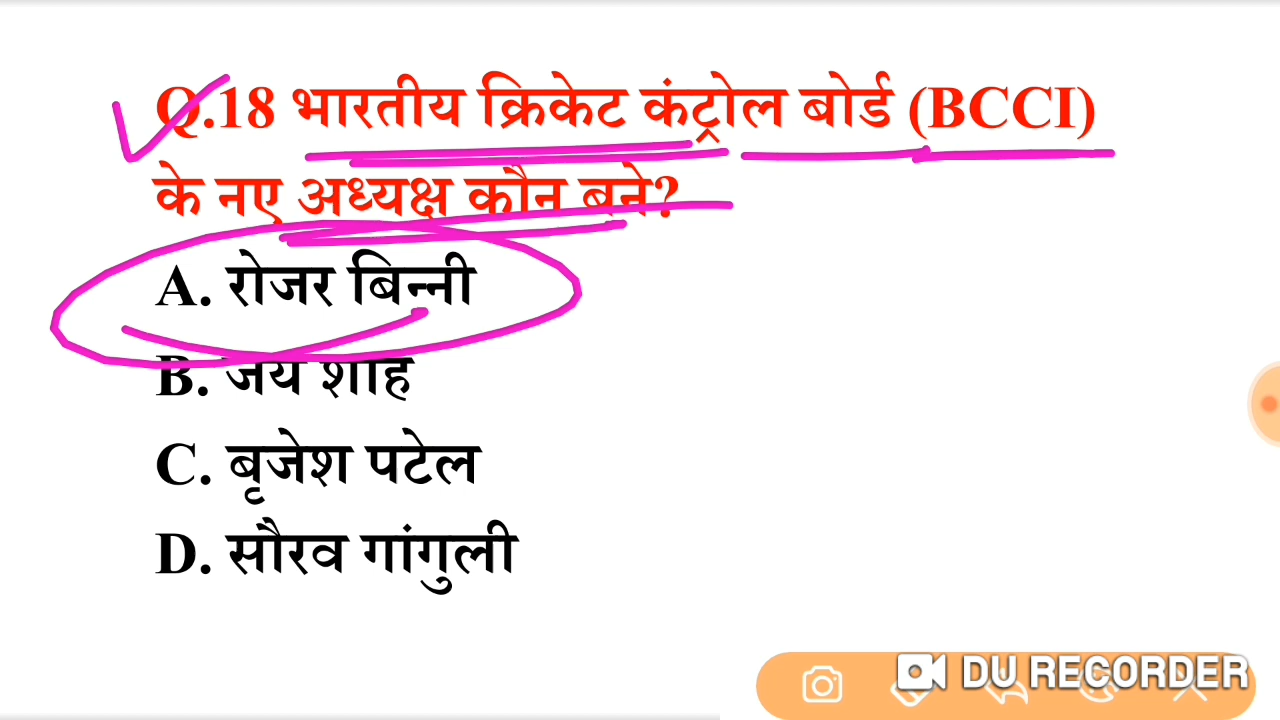 Q.18 भारतीय क्रिकेट कंट्रोल बोर्ड (BCCI)
के नए अध्यक्ष कौन बने?
A. रोजर बिन्नी
B. जय शाह
C. बृजेश पटेल
D. सौरव गांगुली
DU RECORDER